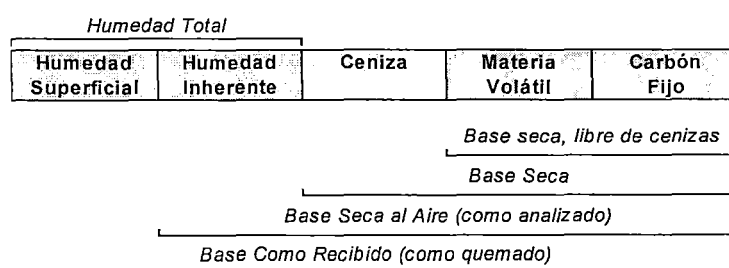 Humedad Total
Humedad Superficial
Humedad Inherente
Ceniza
Materia Volátil
Carbón Fijo
Base seca, libre de cenizas
Base Seca
Base Seca al Aire (como analizado)
Base Como Recibido (como quemado)